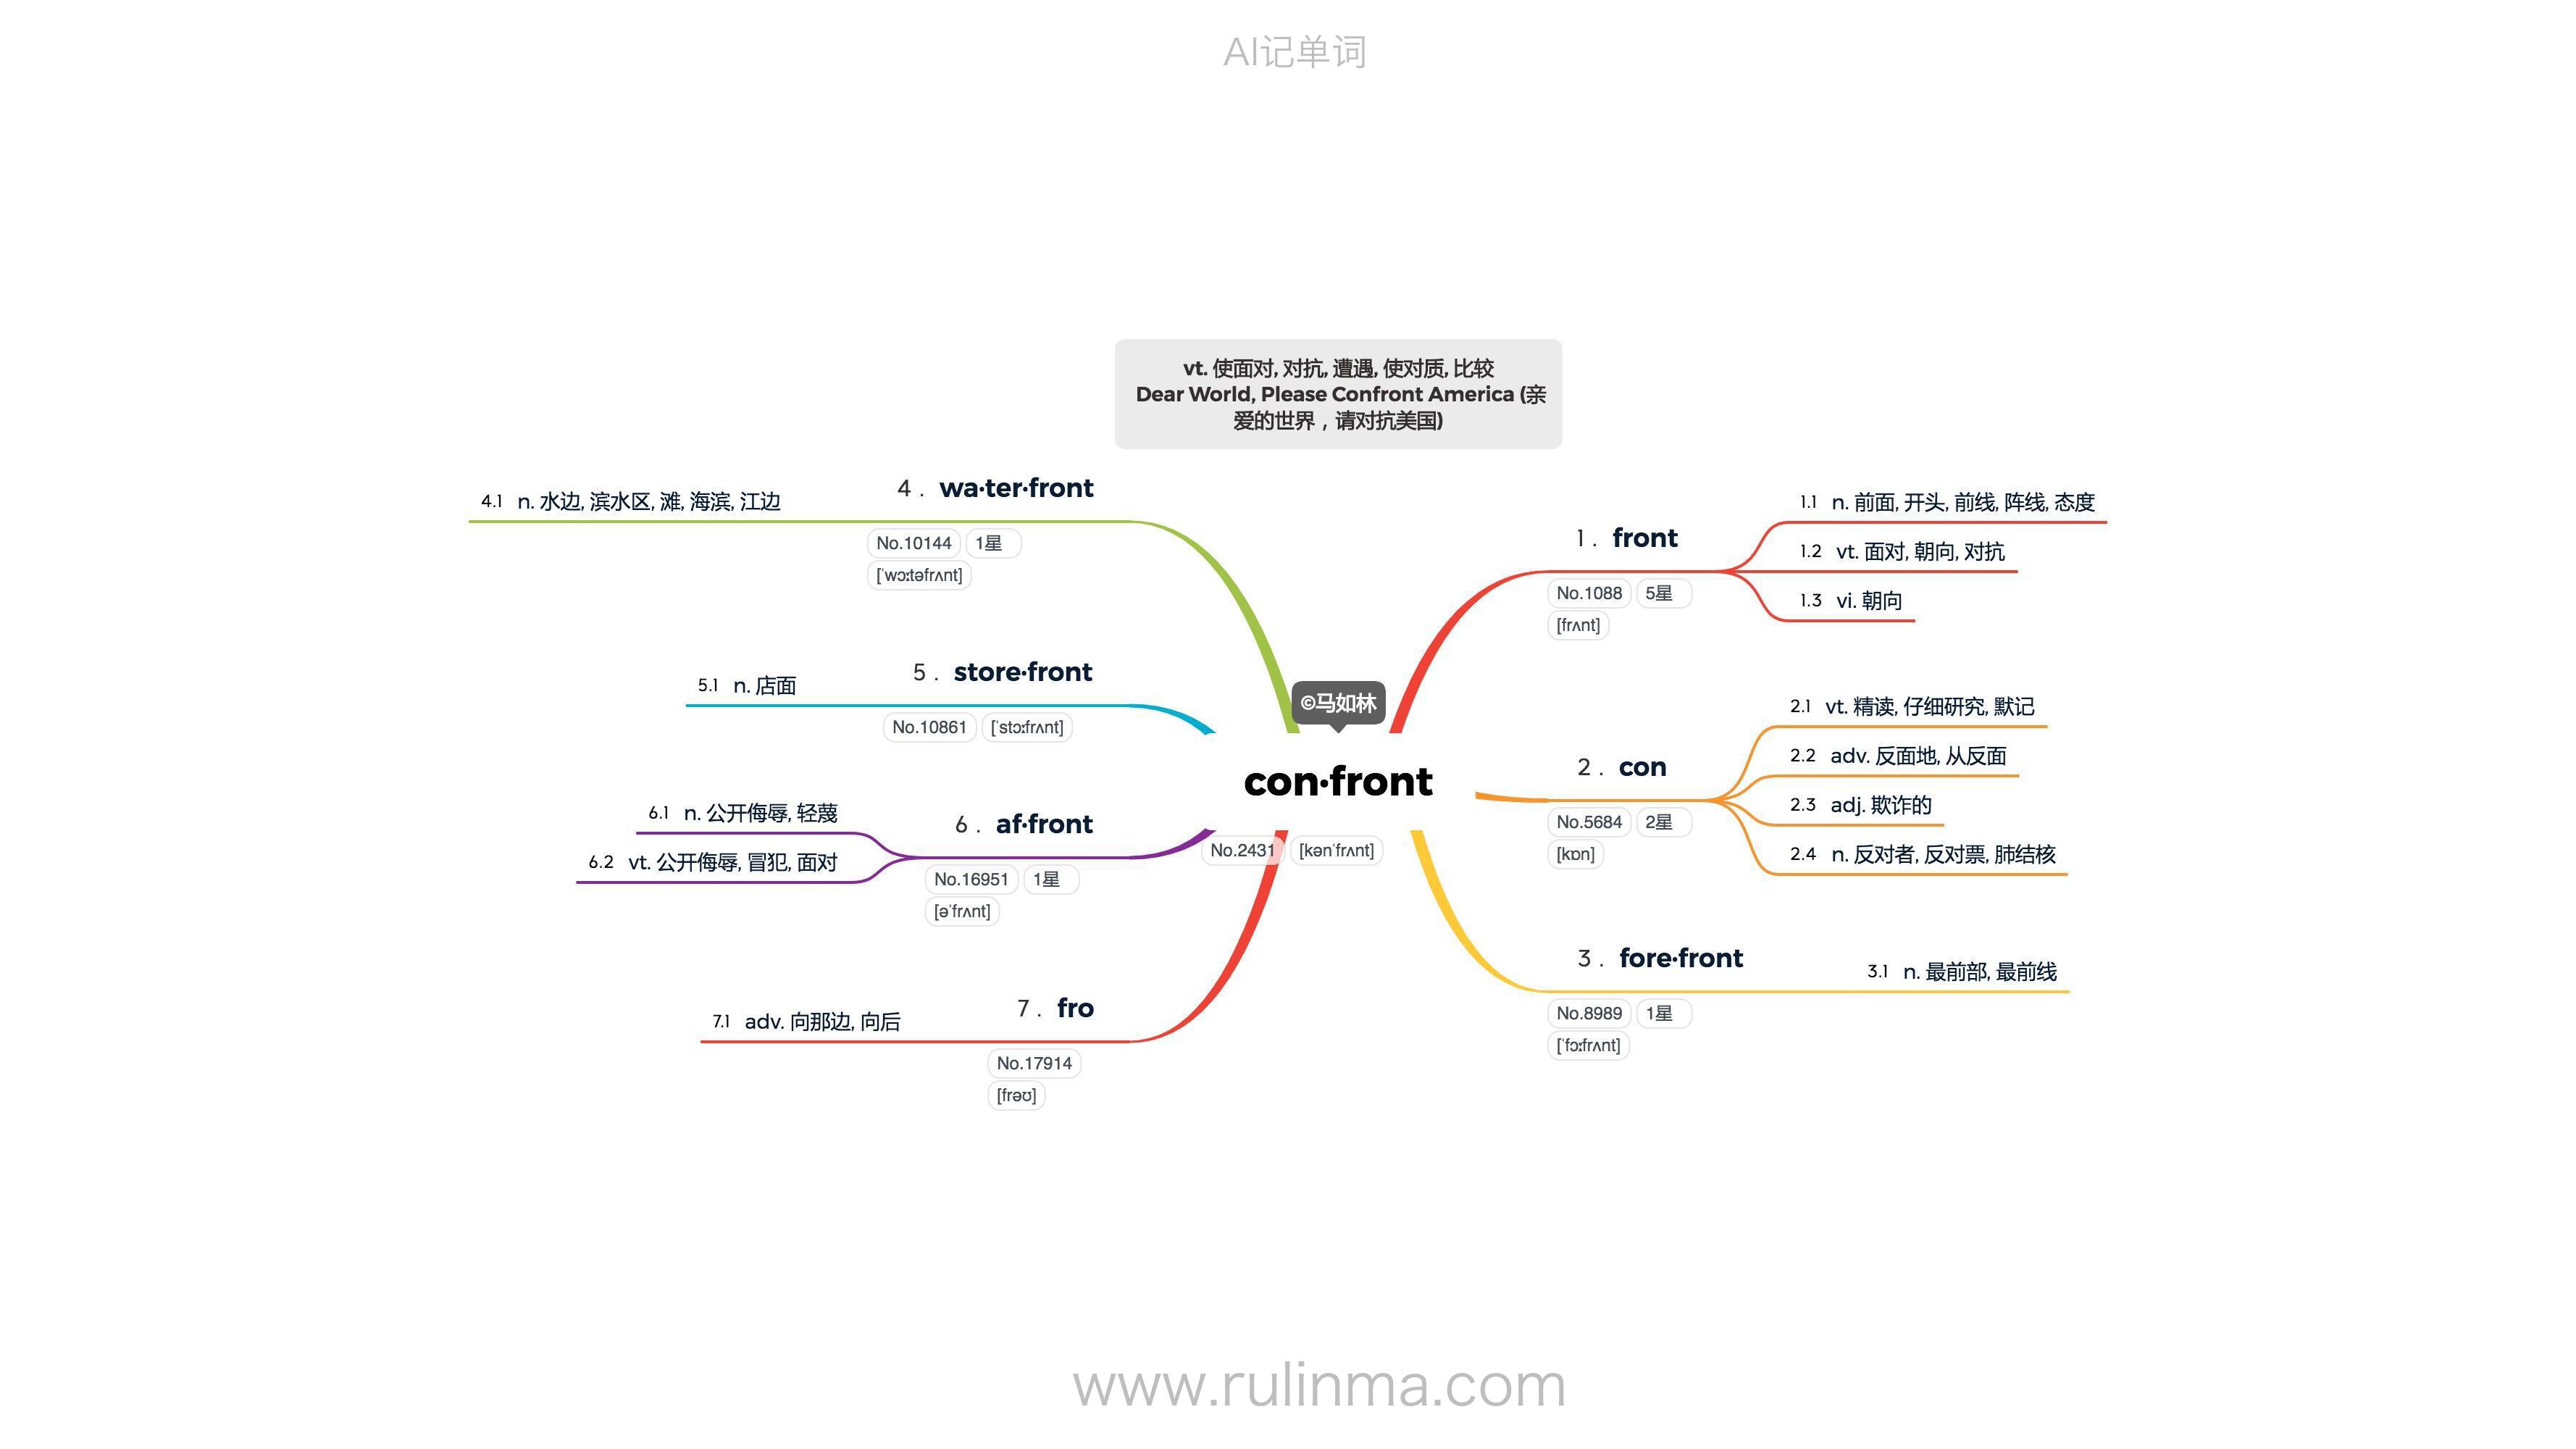 AI记单词
vt. 使面对, 对抗, 遭遇, 使对质, 比较
Dear World, Please Confront America (亲
爱的世界，请对抗美国)
©马如林
con·front
No.2431 [kənˈfrʌnt]
1. front
No.1088 5星
[frʌnt]
1.1 n. 前面, 开头, 前线, 阵线, 态度
1.2 vt. 面对, 朝向, 对抗
1.3 vi. 朝向
2. con
No.5684 2星
[kɒn]
2.1 vt. 精读, 仔细研究, 默记
2.2 adv. 反面地, 从反面
2.3 adj. 欺诈的
2.4 n. 反对者, 反对票, 肺结核
3. fore·front
No.8989 1星
[ˈfɔːfrʌnt]
3.1 n. 最前部, 最前线
4. wa·ter·front
No.10144 1星
[ˈwɔːtəfrʌnt]
4.1 n. 水边, 滨水区, 滩, 海滨, 江边
5. store·front
No.10861 [ˈstɔːfrʌnt]
5.1 n. 店面
6. af·front
No.16951 1星
[əˈfrʌnt]
6.1 n. 公开侮辱, 轻蔑
6.2 vt. 公开侮辱, 冒犯, 面对
7. fro
No.17914
[frəʊ]
7.1 adv. 向那边, 向后
www.rulinma.com